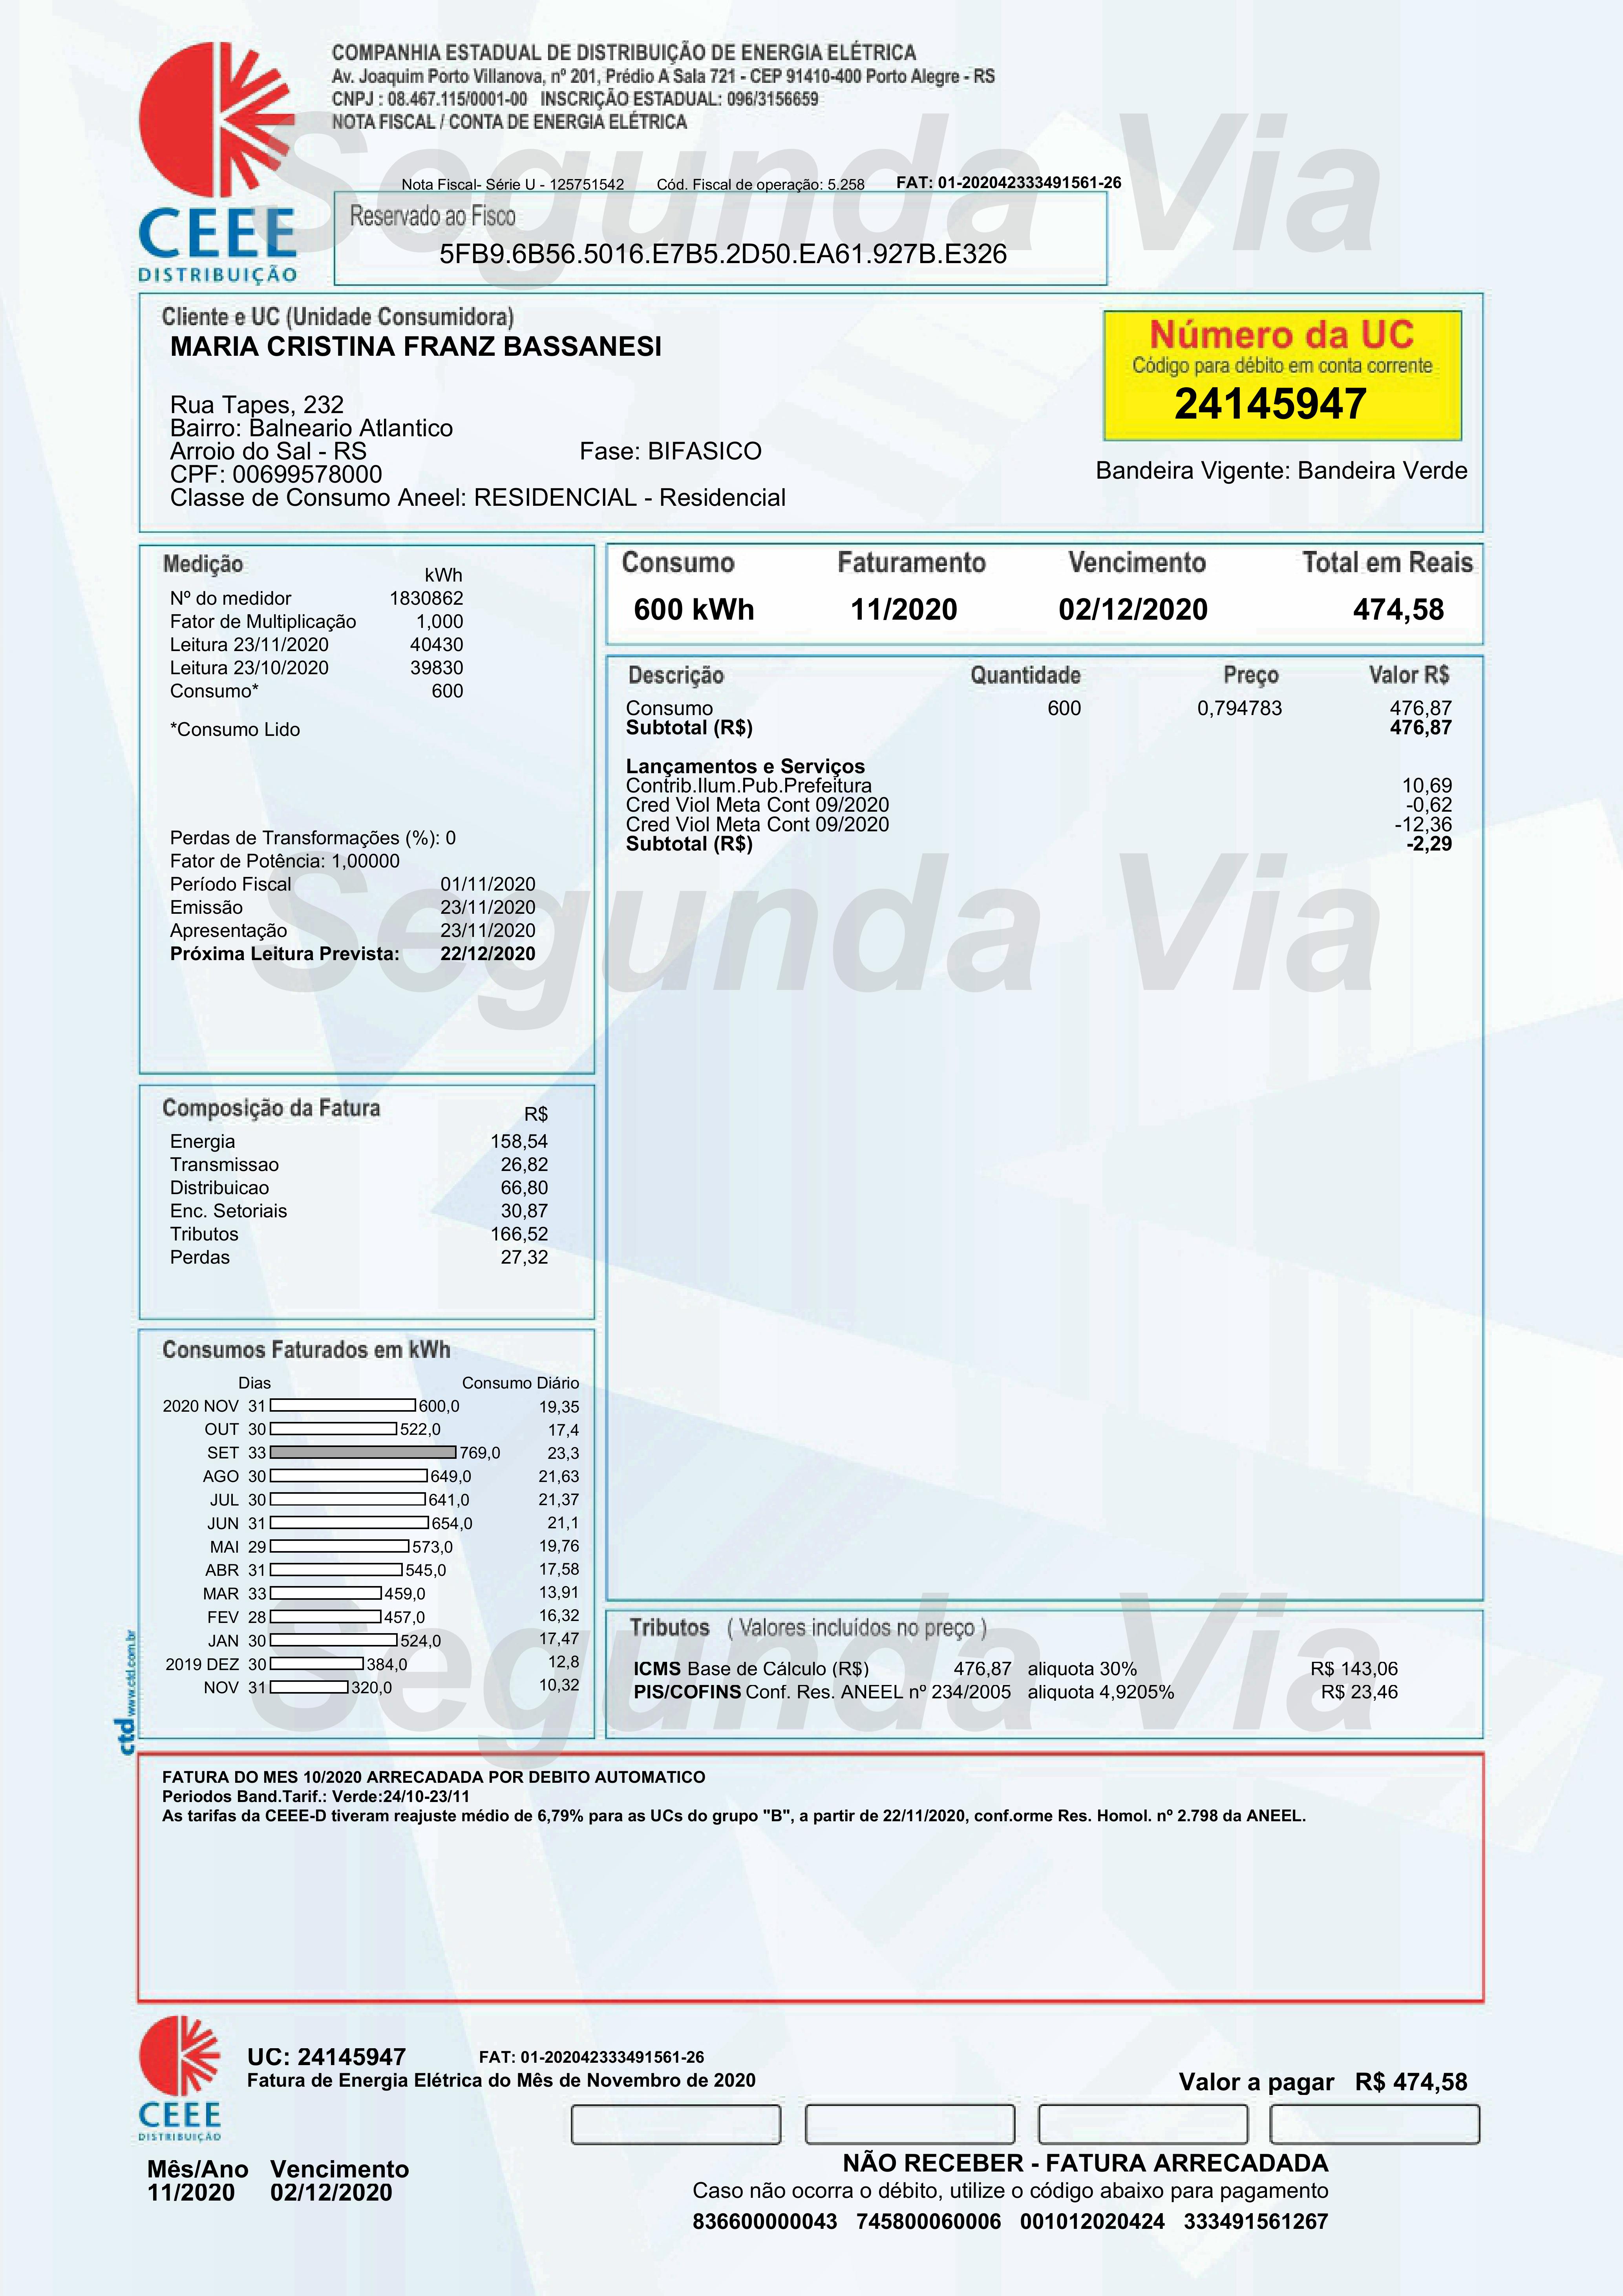 COMPANHIA ESTADUAL DE DISTRIBUIÇÃO DE ENERGIA ELÉTRICA
Av. Joaquim Porto Villanova, nº 201, Prédio A Sala 721 - CEP 91410-400 Porto Alegre - RS
CNPJ : 08.467.115/0001-00 INSCRIÇÃO ESTADUAL: 096/3156659
NOTA FISCAL / CONTA DE ENERGIA ELÉTRICA
Segunda Via
Nota Fiscal- Série U - 125751542 Cód. Fiscal de operação: 5.258 FAT: 01-202042333491561-26
CEEE
DISTRIBUIÇÃO
Reservado ao Fisco
5FB9.6B56.5016.E7B5.2D50.EA61.927B.E326
Cliente e UC (Unidade Consumidora)
MARIA CRISTINA FRANZ BASSANESI
Rua Tapes, 232
Bairro: Balneario Atlantico
Arroio do Sal - RS Fase: BIFASICO
CPF: 00699578000
Classe de Consumo Aneel: RESIDENCIAL - Residencial
Número da UC
Código para débito em conta corrente
24145947
Bandeira Vigente: Bandeira Verde
Medição
kWh
Nº do medidor 1830862
Fator de Multiplicação 1,000
Leitura 23/11/2020 40430
Leitura 23/10/2020 39830
Consumo* 600
*Consumo Lido
Perdas de Transformações (%): 0
Fator de Potência: 1,00000
Período Fiscal 01/11/2020
Emissão 23/11/2020
Apresentação 23/11/2020
Próxima Leitura Prevista: 22/12/2020
Consumo Faturamento Vencimento Total em Reais
600 kWh 11/2020 02/12/2020 474,58
Descrição Quantidade Preço Valor R$
Consumo 600 0,794783 476,87
Subtotal (R$) 476,87
Lançamentos e Serviços
Contrib.Ilum.Pub.Prefeitura 10,69
Cred Viol Meta Cont 09/2020 -0,62
Cred Viol Meta Cont 09/2020 -12,36
Subtotal (R$) -2,29
Segunda Via
Composição da Fatura R$
Energia 158,54
Transmissao 26,82
Distribuicao 66,80
Enc. Setoriais 30,87
Tributos 166,52
Perdas 27,32
Consumos Faturados em kWh
Dias Consumo Diário
2020 NOV 31 600,0 19,35
OUT 30 522,0 17,4
SET 33 769,0 23,3
AGO 30 649,0 21,63
JUL 30 641,0 21,37
JUN 31 654,0 21,1
MAI 29 573,0 19,76
ABR 31 545,0 17,58
MAR 33 459,0 13,91
FEV 28 457,0 16,32
JAN 30 524,0 17,47
2019 DEZ 30 384,0 12,8
NOV 31 320,0 10,32
ctd www.ctd.com.br
Segunda Via
Tributos ( Valores incluídos no preço )
ICMS Base de Cálculo (R$) 476,87 aliquota 30% R$ 143,06
PIS/COFINS Conf. Res. ANEEL nº 234/2005 aliquota 4,9205% R$ 23,46
FATURA DO MES 10/2020 ARRECADADA POR DEBITO AUTOMATICO
Periodos Band.Tarif.: Verde:24/10-23/11
As tarifas da CEEE-D tiveram reajuste médio de 6,79% para as UCs do grupo "B", a partir de 22/11/2020, conf.orme Res. Homol. nº 2.798 da ANEEL.
CEEE
DISTRIBUIÇÃO
UC: 24145947 FAT: 01-202042333491561-26
Fatura de Energia Elétrica do Mês de Novembro de 2020
Valor a pagar R$ 474,58
Mês/Ano Vencimento
11/2020 02/12/2020
NÃO RECEBER - FATURA ARRECADADA
Caso não ocorra o débito, utilize o código abaixo para pagamento
836600000043 745800060006 001012020424 333491561267